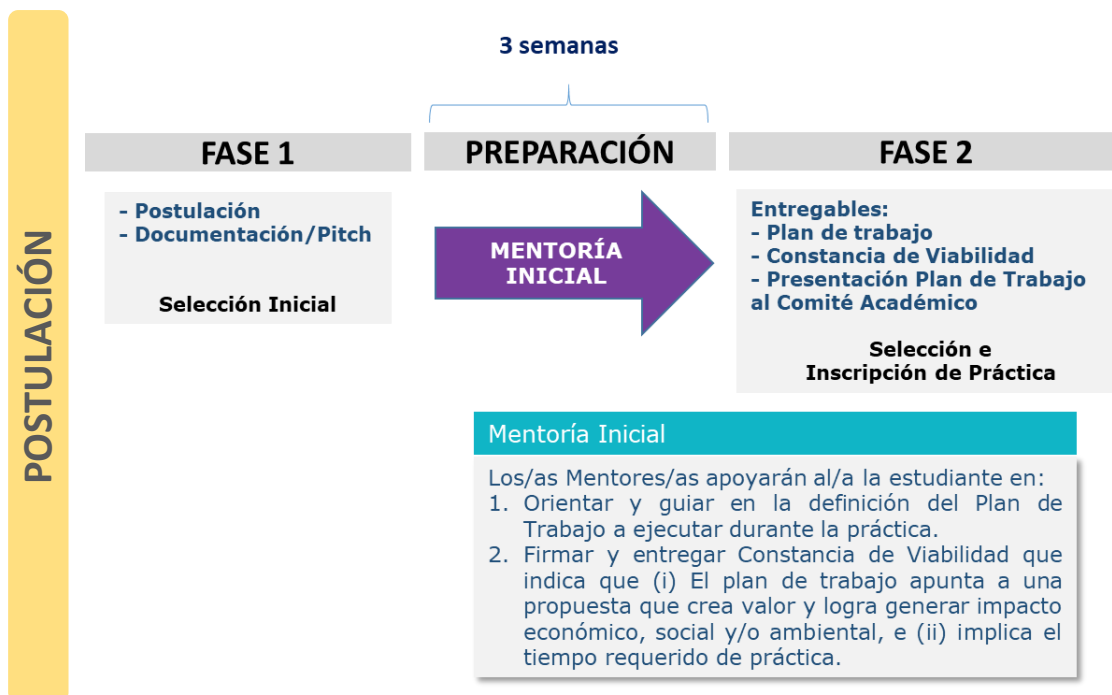 POSTULACIÓN
3 semanas
FASE 1
PREPARACIÓN
FASE 2
- Postulación
- Documentación/Pitch
Selección Inicial
MENTORÍA
INICIAL
Entregables:
- Plan de trabajo
- Constancia de Viabilidad
- Presentación Plan de Trabajo
al Comité Académico
Selección e
Inscripción de Práctica
Mentoría Inicial
Los/as Mentores/as apoyarán al/a la estudiante en:
1. Orientar y guiar en la definición del Plan de
Trabajo a ejecutar durante la práctica.
2. Firmar y entregar Constancia de Viabilidad que
indica que (i) El plan de trabajo apunta a una
propuesta que crea valor y logra generar impacto
económico, social y/o ambiental, e (ii) implica el
tiempo requerido de práctica.